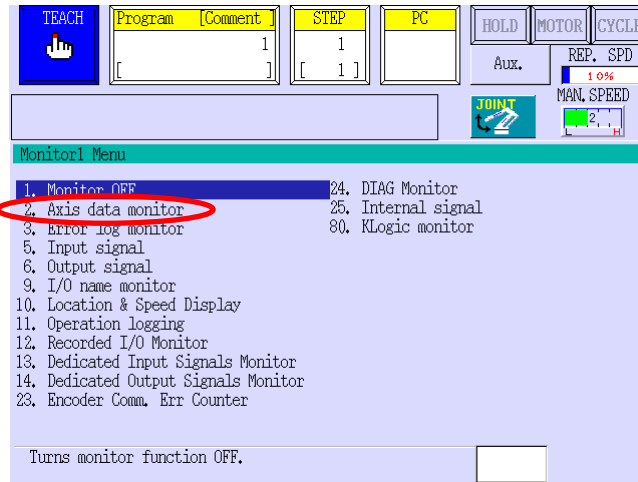 TEACH
Program [Comment ]
1
[ ]
STEP
1
[ 1 ]
PC
HOLD
MOTOR
CYCLE
Aux.
REP. SPD
10%
JOINT
MAN.SPEED
2
L H
Monitor1 Menu
1. Monitor OFF
2. Axis data monitor
3. Error log monitor
5. Input signal
6. Output signal
9. I/O name monitor
10. Location & Speed Display
11. Operation logging
12. Recorded I/O Monitor
13. Dedicated Input Signals Monitor
14. Dedicated Output Signals Monitor
23. Encoder Comm. Err Counter
24. DIAG Monitor
25. Internal signal
80. KLogic monitor
Turns monitor function OFF.